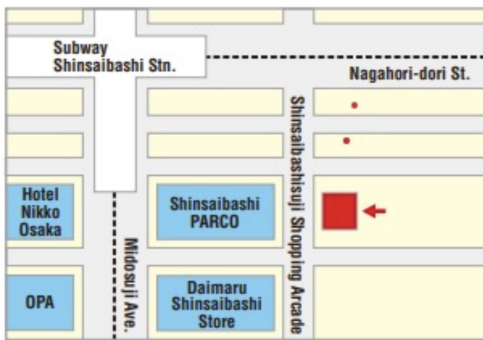 Subway
Shinsaibashi Stn.
Nagahori-dori St.
Shinsaibashisuji Shopping Arcade
Hotel
Nikko
Osaka
Shinsaibashi
PARCO
Midosuji Ave.
OPA
Daimaru
Shinsaibashi
Store